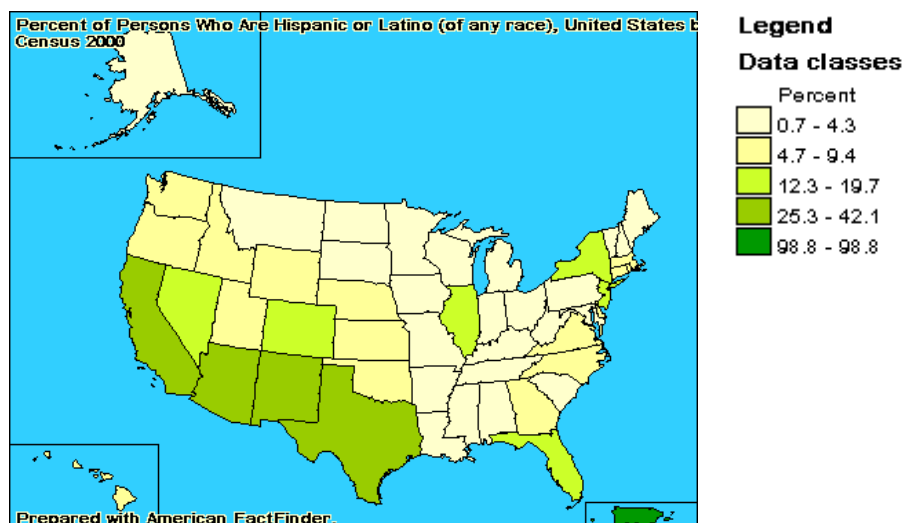 Percent of Persons Who Are Hispanic or Latino (of any race), United States b
Census 2000
Legend
Data classes
Percent
0.7 - 4.3
4.7 - 9.4
12.3 - 19.7
25.3 - 42.1
98.8 - 98.8
Prepared with American FactFinder.